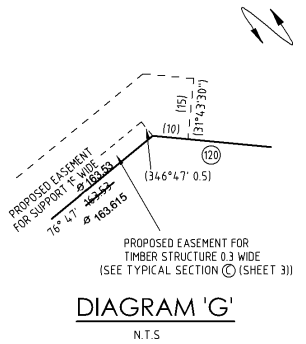 (15)
(31°43'30")
(10)
120
(346°47' 0.5)
PROPOSED EASEMENT
FOR SUPPORT 15 WIDE
ø 163.53
76° 47' 163.53
ø 163.615
PROPOSED EASEMENT FOR
TIMBER STRUCTURE 0.3 WIDE
(SEE TYPICAL SECTION C (SHEET 3))
DIAGRAM 'G'
N.T.S